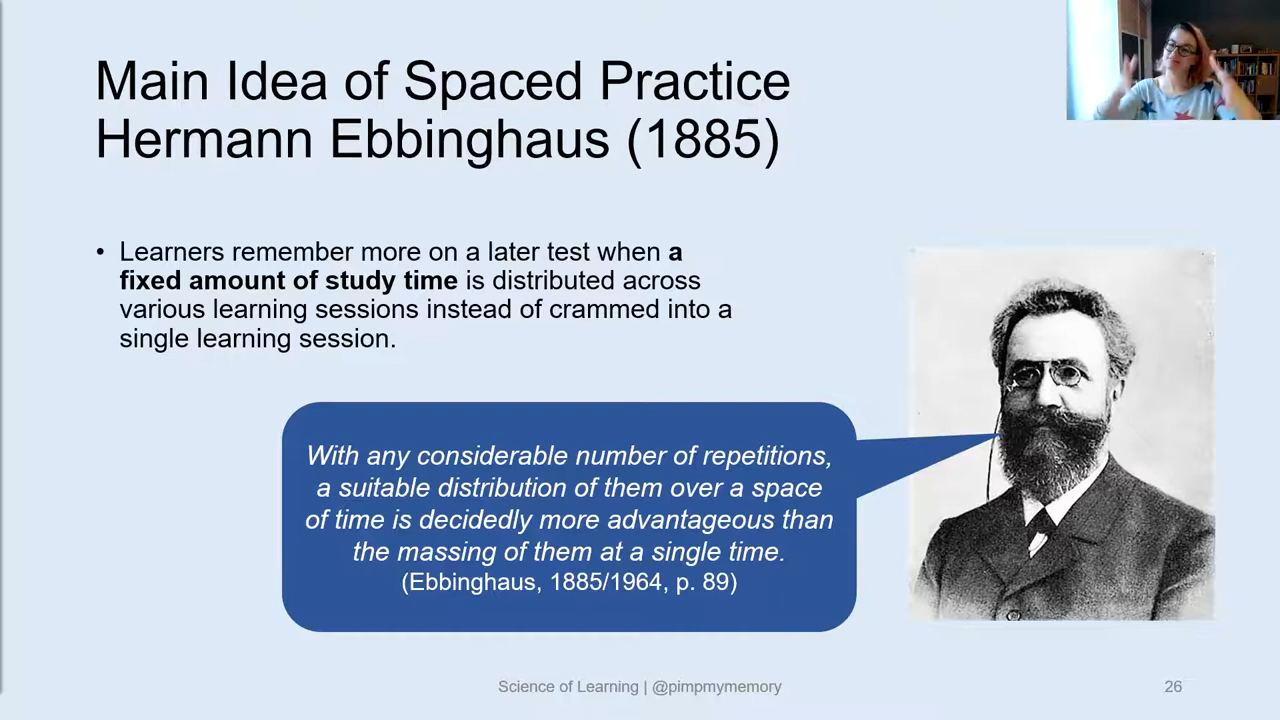 Main Idea of Spaced Practice
Hermann Ebbinghaus (1885)
• Learners remember more on a later test when a
fixed amount of study time is distributed across
various learning sessions instead of crammed into a
single learning session.
With any considerable number of repetitions,
a suitable distribution of them over a space
of time is decidedly more advantageous than
the massing of them at a single time.
(Ebbinghaus, 1885/1964, p. 89)
Science of Learning | @pimpmymemory
26